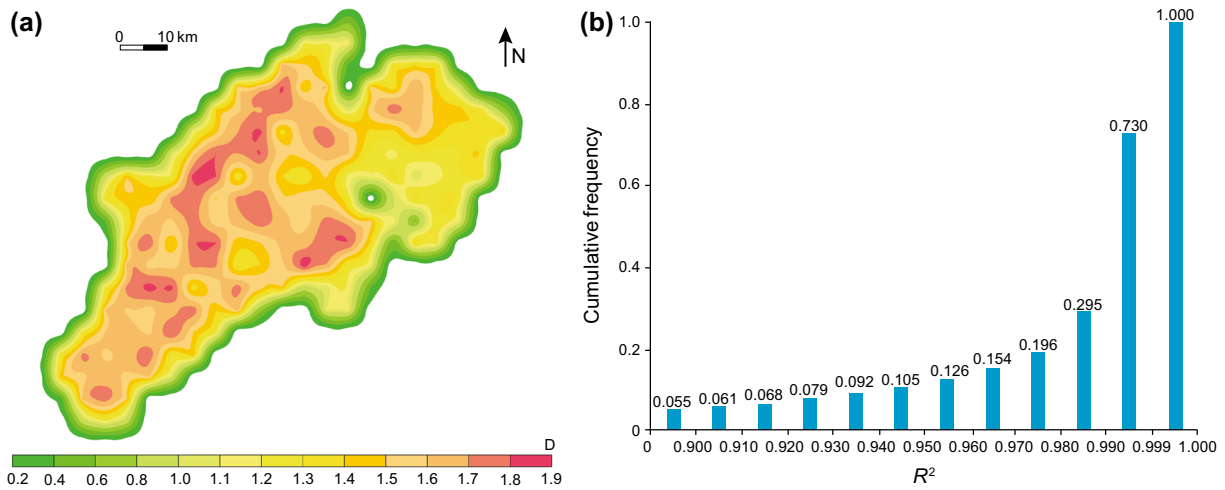 (a)
0 10 km
N
D
0.2 0.4 0.6 0.8 1.0 1.1 1.2 1.3 1.4 1.5 1.6 1.7 1.8 1.9
(b)
Cumulative frequency
1.0
0.8
0.6
0.4
0.2
0
0.055 0.061 0.068 0.079 0.092 0.105 0.126 0.154 0.196 0.295 0.730 1.000
0 0.900 0.910 0.920 0.930 0.940 0.950 0.960 0.970 0.980 0.990 0.999 1.000
R²